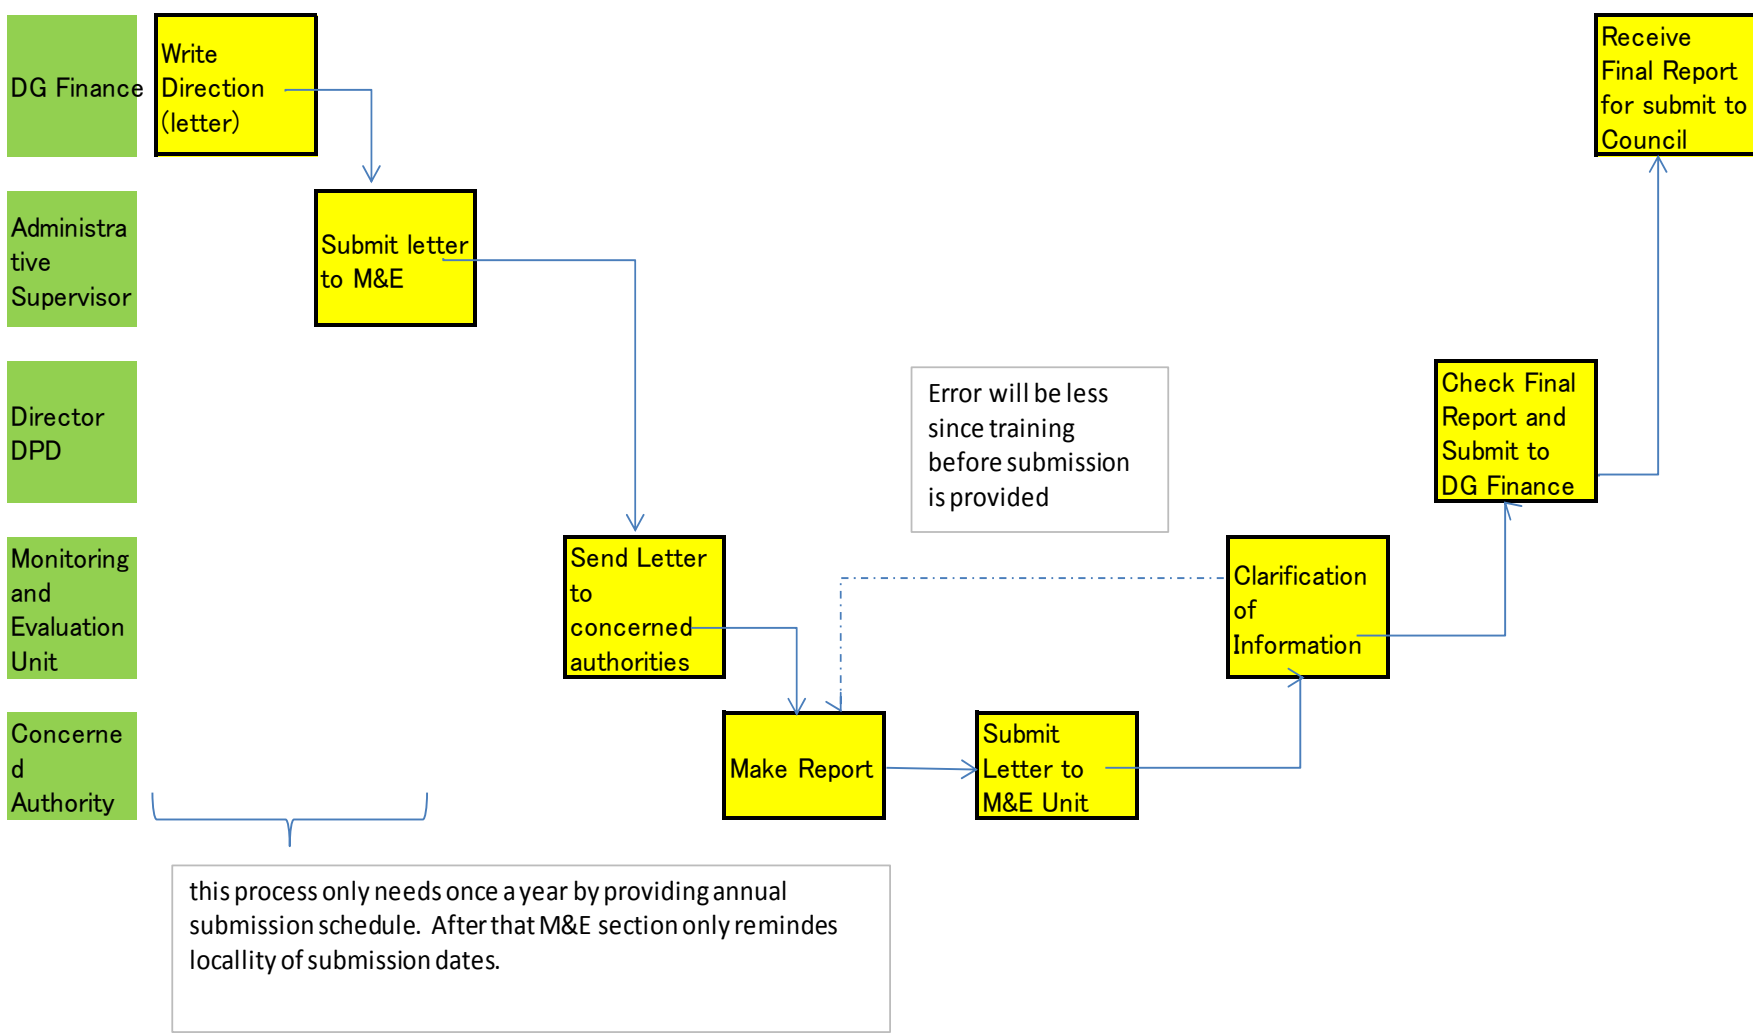 DG Finance
Write
Direction
(letter)
Receive
Final Report
for submit to
Council
Administra
tive
Supervisor
Submit letter
to M&E
Director
DPD
Error will be less
since training
before submission
is provided
Check Final
Report and
Submit to
DG Finance
Monitoring
and
Evaluation
Unit
Send Letter
to
concerned
authorities
Clarification
of
Information
Concerne
d
Authority
Make Report
Submit
Letter to
M&E Unit
this process only needs once a year by providing annual
submission schedule. After that M&E section only remindes
locallity of submission dates.